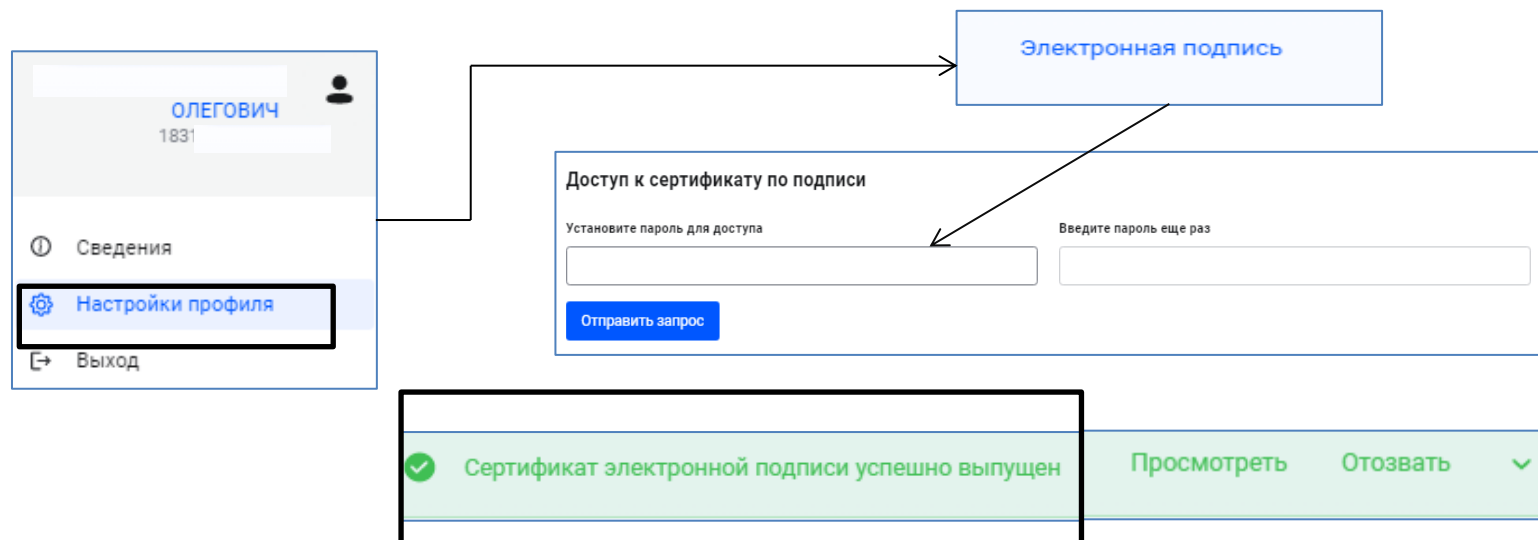 ОЛЕГОВИЧ
1831
Сведения
Настройки профиля
Выход
Электронная подпись
Доступ к сертификату по подписи
Установите пароль для доступа
Введите пароль еще раз
Отправить запрос
Сертификат электронной подписи успешно выпущен
Просмотреть
Отозвать